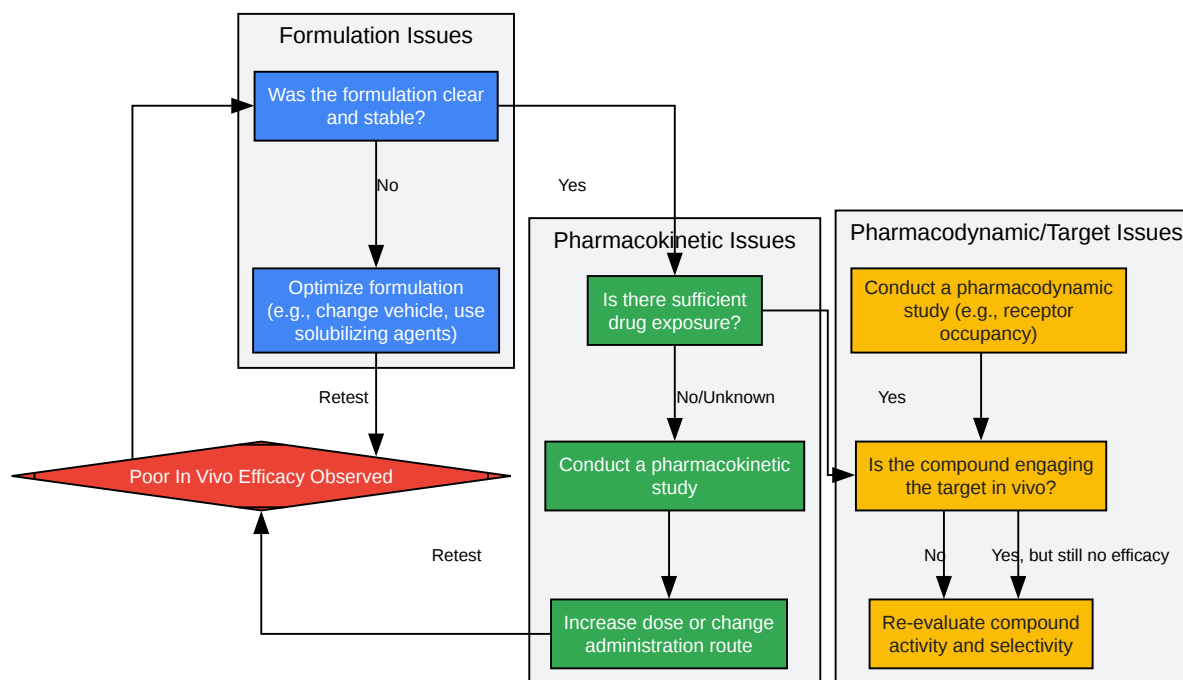 Formulation Issues
Was the formulation clear
and stable?
No
Yes
Optimize formulation
(e.g., change vehicle, use
solubilizing agents)
Retest
Poor In Vivo Efficacy Observed
Pharmacokinetic Issues
Is there sufficient
drug exposure?
No/Unknown
Conduct a pharmacokinetic
study
Retest
Increase dose or change
administration route
Pharmacodynamic/Target Issues
Conduct a pharmacodynamic
study (e.g., receptor
occupancy)
Yes
Is the compound engaging
the target in vivo?
No
Yes, but still no efficacy
Re-evaluate compound
activity and selectivity